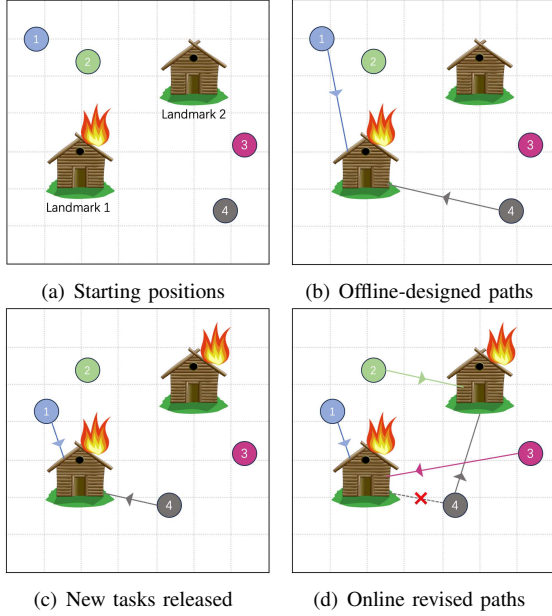 1
2
Landmark 2
3
Landmark 1
4
(a) Starting positions
1
2
3
4
(b) Offline-designed paths
2
1
3
4
(c) New tasks released
2
1
3
4
(d) Online revised paths